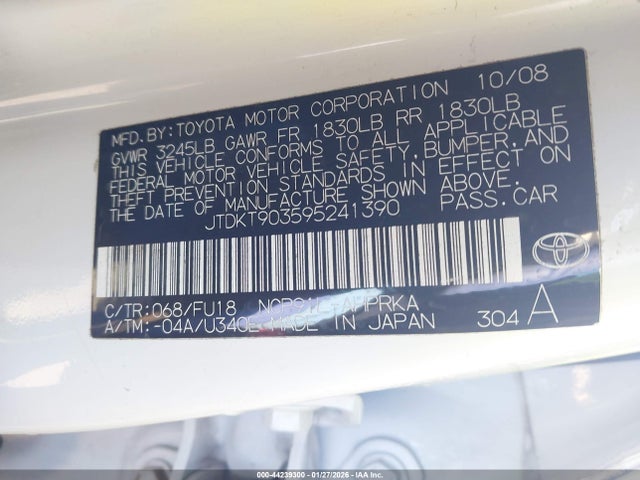 MFD.BY:TOYOTA MOTOR CORPORATION 10/08
GVWR 3245LB GAWR FR 1830LB RR 1830LB
THIS VEHICLE CONFORMS TO ALL APPLICABLE
FEDERAL MOTOR VEHICLE SAFETY,BUMPER,AND
THEFT PREVENTION STANDARDS IN EFFECT ON
THE DATE OF MANUFACTURE SHOWN ABOVE.
JTDKT903595241390 PASS.CAR
C/TR:068/FU18 NCP91L-AHPRKA
A/TM:-04A/U340E MADE IN JAPAN 304 A
TOYOTA
000-44239300 - 01/27/2026 - IAA Inc.